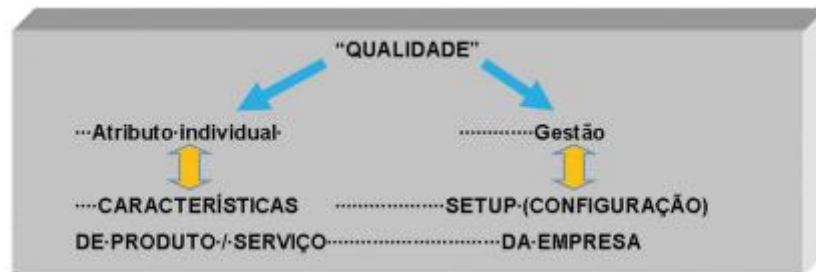 “QUALIDADE”
···Atributo·individual· ············Gestão
····CARACTERÍSTICAS ················SETUP·(CONFIGURAÇÃO)
DE·PRODUTO·/·SERVIÇO·························DA·EMPRESA